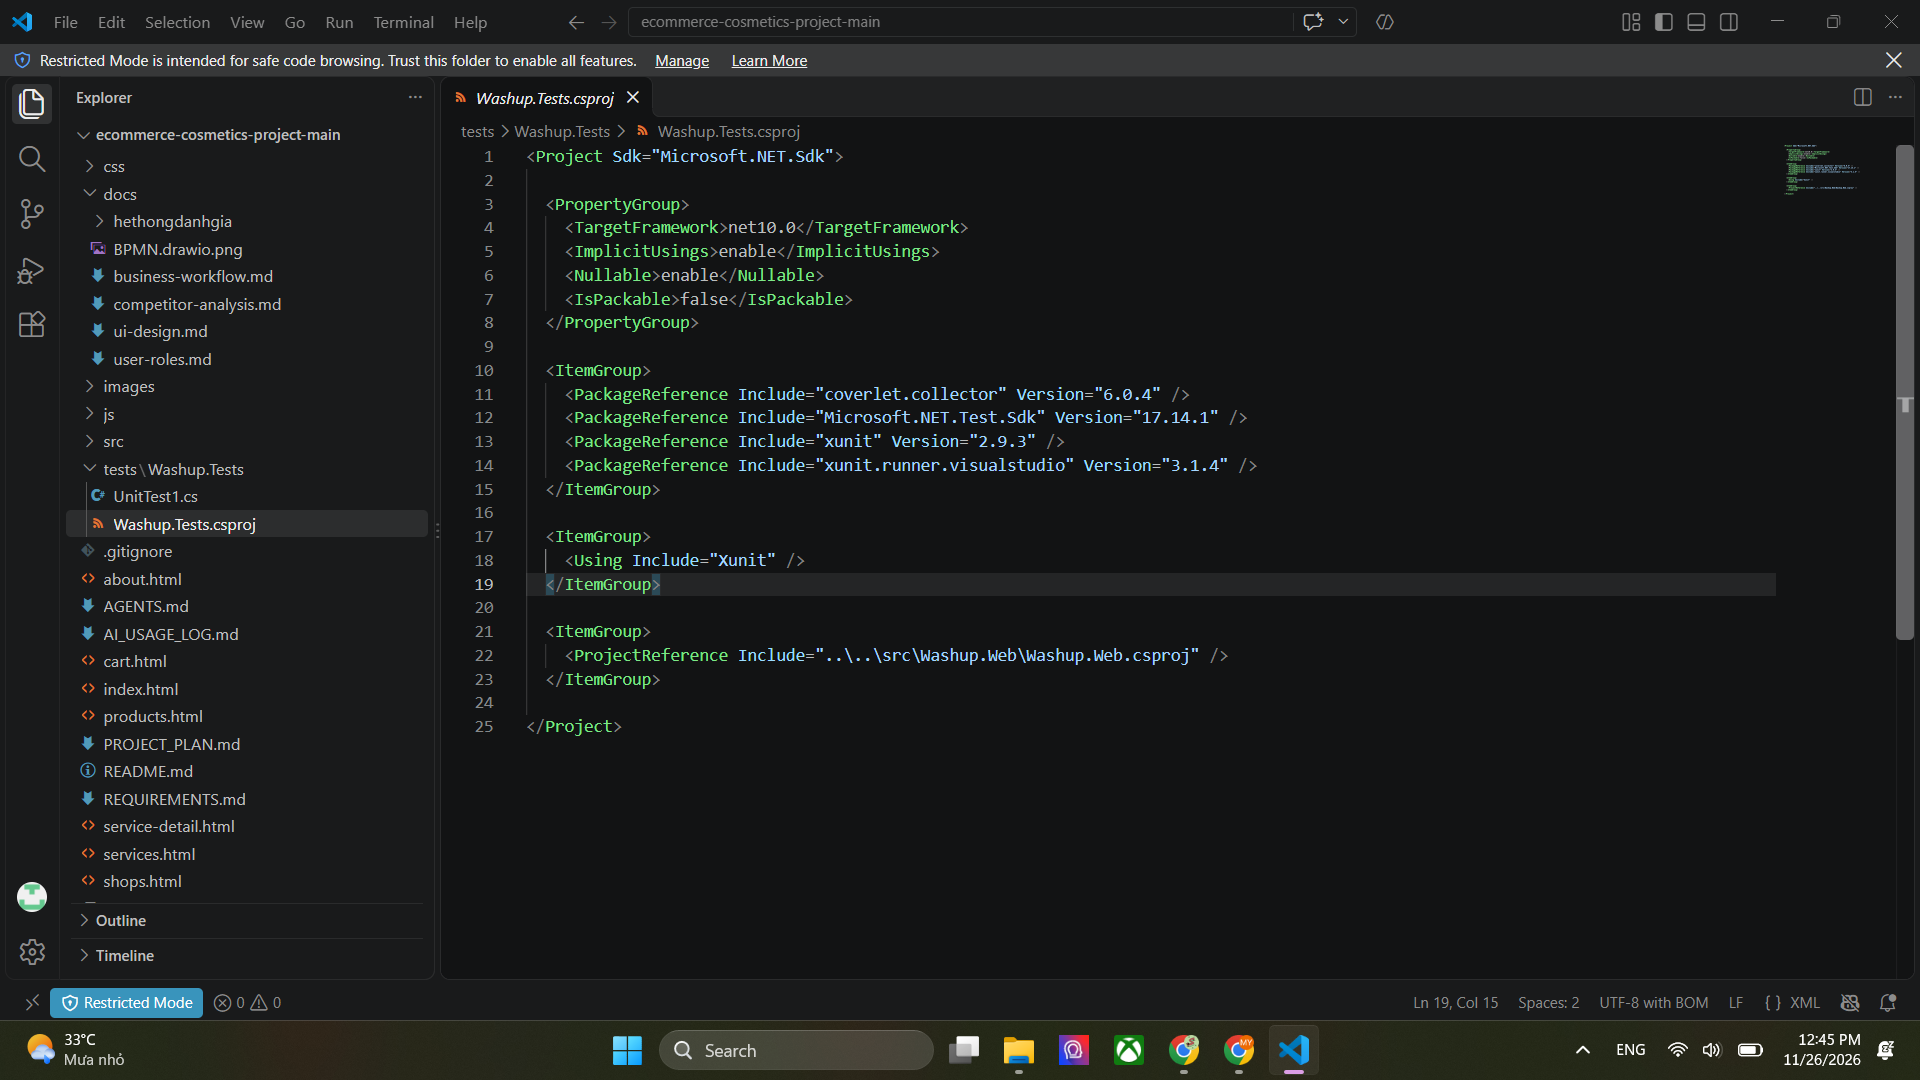 File Edit Selection View Go Run Terminal Help
ecommerce-cosmetics-project-main
Restricted Mode is intended for safe code browsing. Trust this folder to enable all features. Manage Learn More
Explorer
ecommerce-cosmetics-project-main
css
docs
hethongdanhgia
BPMN.drawio.png
business-workflow.md
competitor-analysis.md
ui-design.md
user-roles.md
images
js
src
tests\Washup.Tests
UnitTest1.cs
Washup.Tests.csproj
.gitignore
about.html
AGENTS.md
AI_USAGE_LOG.md
cart.html
index.html
products.html
PROJECT_PLAN.md
README.md
REQUIREMENTS.md
service-detail.html
services.html
shops.html
Outline
Timeline
Washup.Tests.csproj
tests > Washup.Tests > Washup.Tests.csproj
1 <Project Sdk="Microsoft.NET.Sdk">
2
3 <PropertyGroup>
4 <TargetFramework>net10.0</TargetFramework>
5 <ImplicitUsings>enable</ImplicitUsings>
6 <Nullable>enable</Nullable>
7 <IsPackable>false</IsPackable>
8 </PropertyGroup>
9
10 <ItemGroup>
11 <PackageReference Include="coverlet.collector" Version="6.0.4" />
12 <PackageReference Include="Microsoft.NET.Test.Sdk" Version="17.14.1" />
13 <PackageReference Include="xunit" Version="2.9.3" />
14 <PackageReference Include="xunit.runner.visualstudio" Version="3.1.4" />
15 </ItemGroup>
16
17 <ItemGroup>
18 <Using Include="Xunit" />
19 </ItemGroup>
20
21 <ItemGroup>
22 <ProjectReference Include="..\..\src\Washup.Web\Washup.Web.csproj" />
23 </ItemGroup>
24
25 </Project>
Restricted Mode 0 0
Ln 19, Col 15 Spaces: 2 UTF-8 with BOM LF { } XML
33°C
Mưa nhỏ
Search
MY
ENG
12:45 PM
11/26/2026